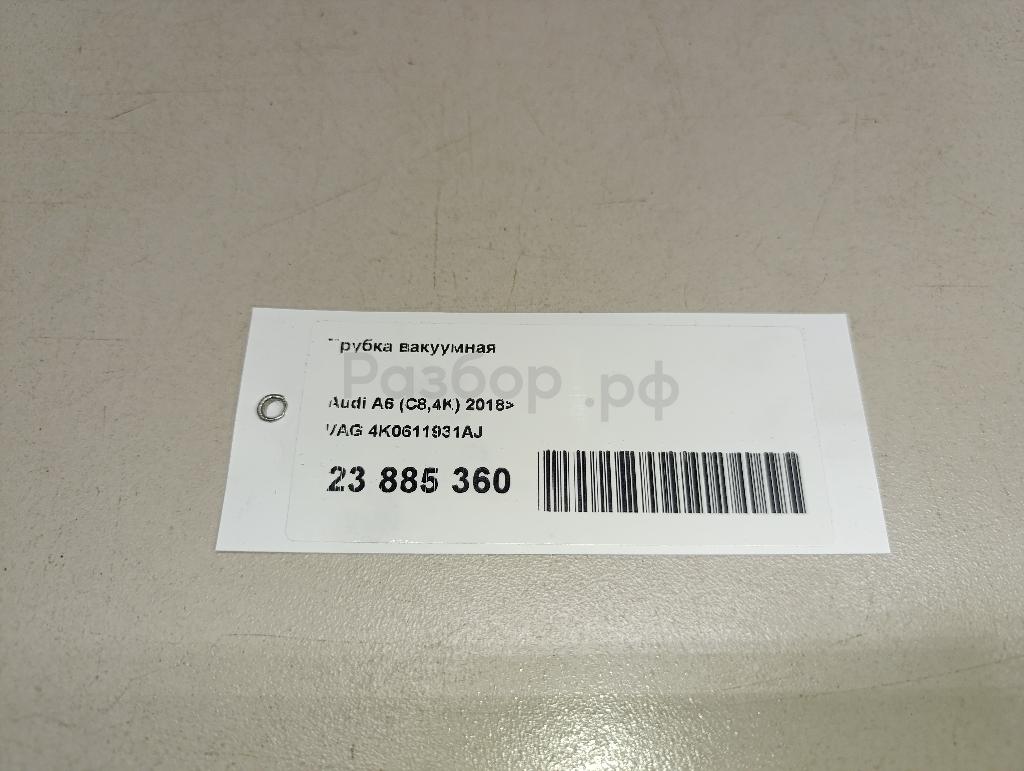 Трубка вакуумная
Разбор.рф
Audi A6 (C8,4K) 2018>
VAG 4K0611931AJ
23 885 360